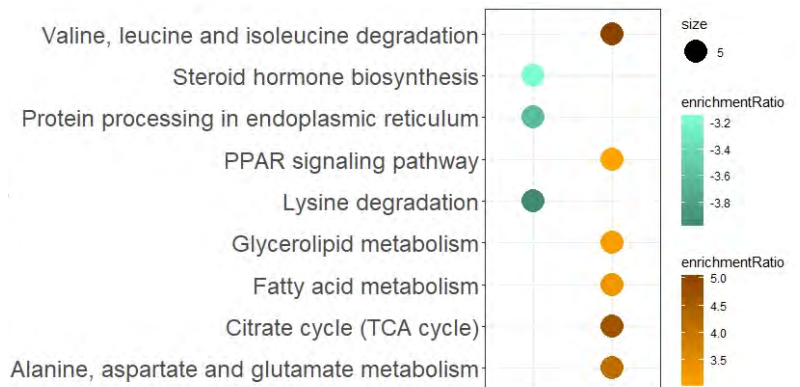 Valine, leucine and isoleucine degradation
Steroid hormone biosynthesis
Protein processing in endoplasmic reticulum
PPAR signaling pathway
Lysine degradation
Glycerolipid metabolism
Fatty acid metabolism
Citrate cycle (TCA cycle)
Alanine, aspartate and glutamate metabolism
size
5
enrichmentRatio
-3.2
-3.4
-3.6
-3.8
enrichmentRatio
5.0
4.5
4.0
3.5